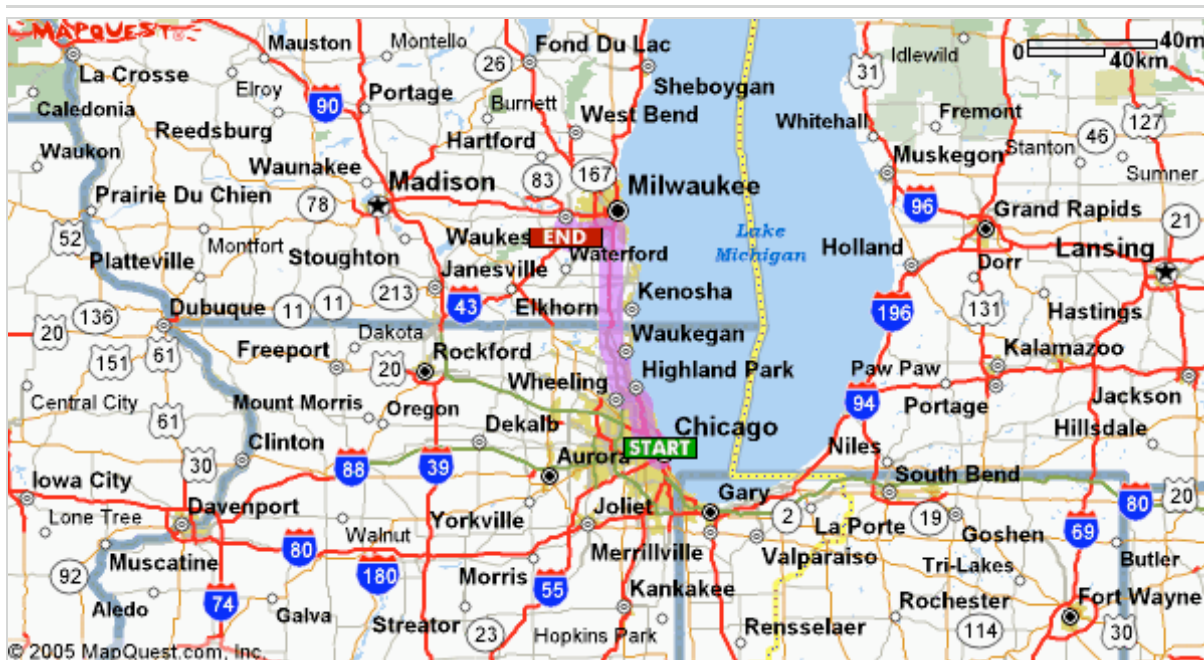 MAPQUEST
Mauston
Montello
Fond Du Lac
26
Idlewild
0
40m
40km
La Crosse
31
Sheboygan
Elroy
Portage
90
Burnett
Caledonia
West Bend
Whitehall
Fremont
127
Reedsburg
Hartford
46
Stanton
Waukon
Waunakee
167
Muskegon
Sumner
Madison
83
Milwaukee
Prairie Du Chien
78
96
Grand Rapids
21
52
Montfort
Waukes
END
Lake
Michigan
Holland
Lansing
Stoughton
Waterford
Dorr
Platteville
Janesville
213
Kenosha
43
Elkhorn
196
131
Hastings
Dubuque
11
11
136
20
Dakota
Waukegan
61
Rockford
Kalamazoo
151
Freeport
20
Highland Park
Paw Paw
Wheeling
Central City
Mount Morris
Oregon
94
Portage
Jackson
61
Dekalb
START
Chicago
Hillsdale
Clinton
Niles
30
88
39
Aurora
South Bend
Iowa City
Gary
80
20
Davenport
Joliet
Lone Tree
Yorkville
2
La Porte
19
Goshen
69
Walnut
Merrillville
Valparaiso
80
Muscatine
Butler
Tri-Lakes
92
180
Morris
55
Kankakee
74
Aledo
Galva
Rochester
Fort Wayne
Streator
23
Hopkins Park
Rensselaer
114
30
© 2005 MapQuest.com, Inc